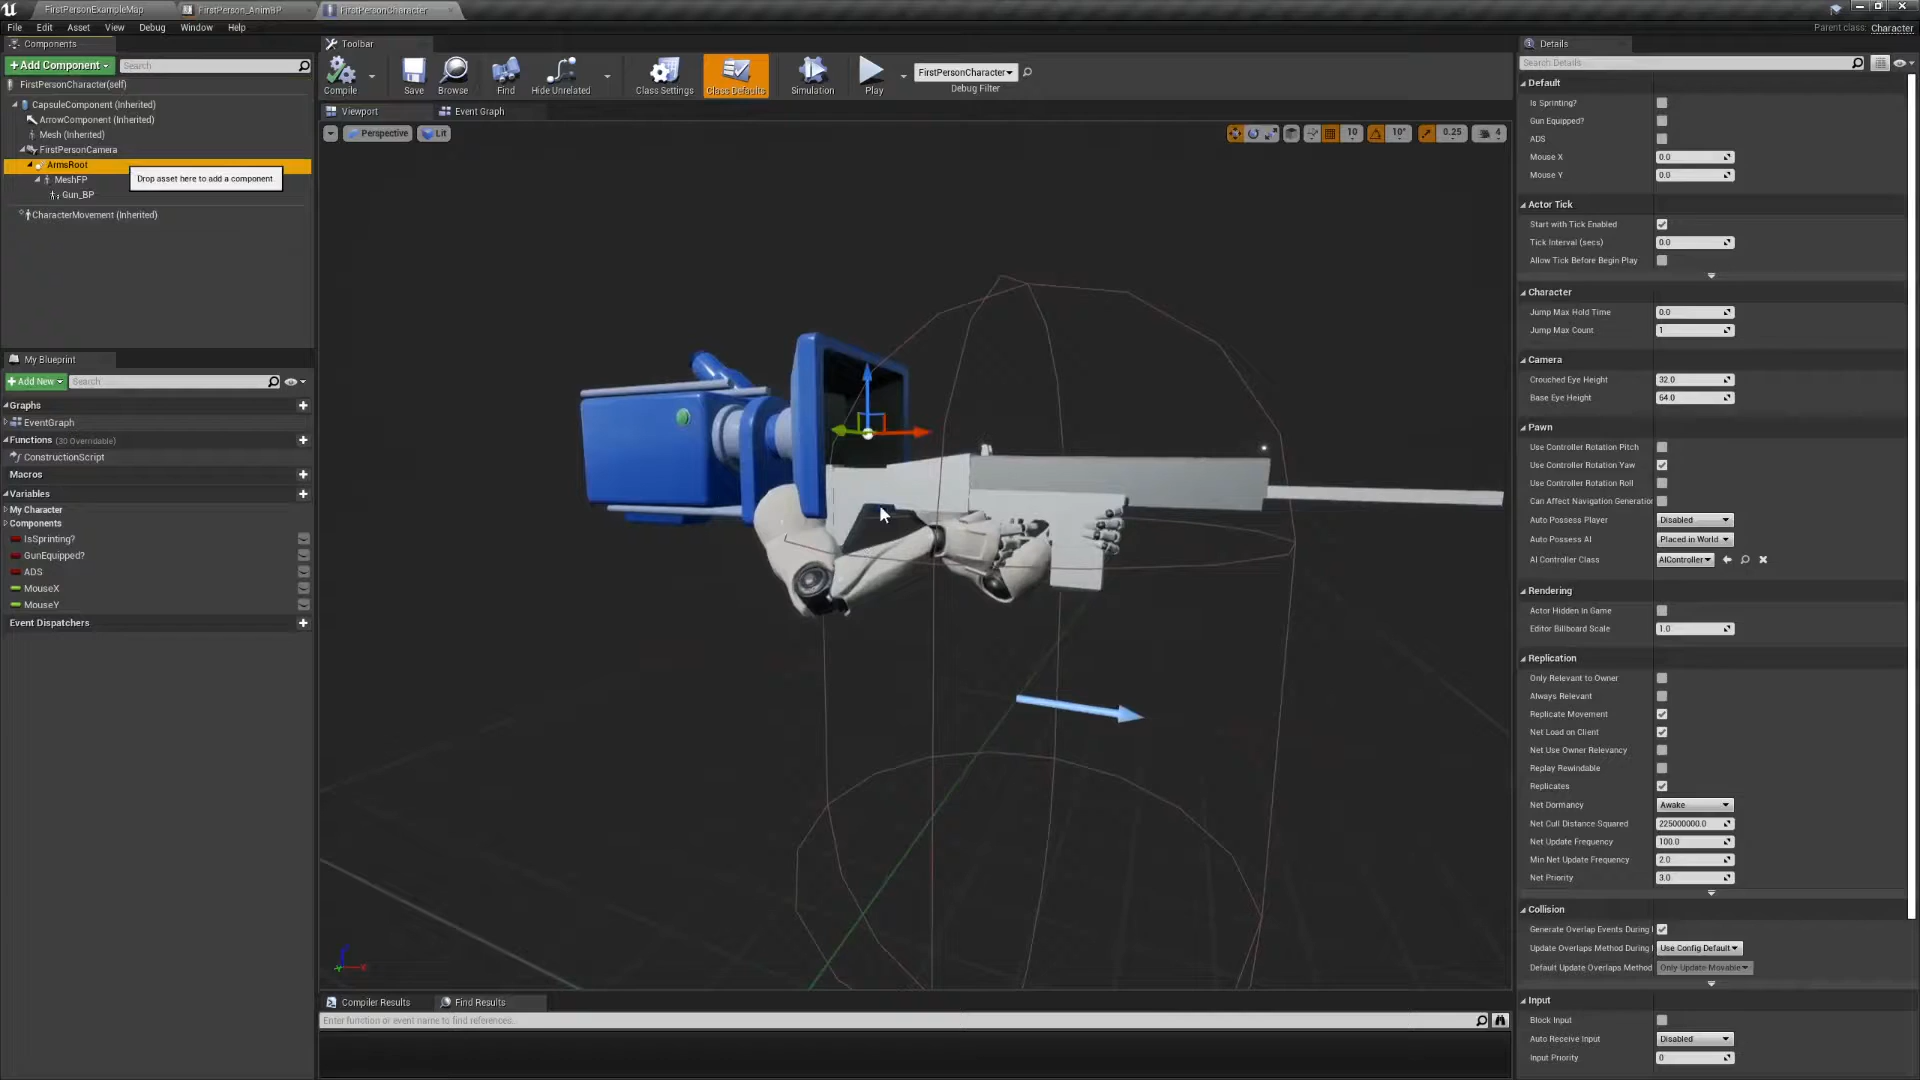 FirstPersonExampleMap
FirstPerson_AnimBP
FirstPersonCharacter
File Edit Asset View Debug Window Help
Parent class: Character
Components
+Add Component
Search
FirstPersonCharacter(self)
CapsuleComponent (Inherited)
ArrowComponent (Inherited)
Mesh (Inherited)
FirstPersonCamera
ArmsRoot
MeshFP
Gun_BP
CharacterMovement (Inherited)
Drop asset here to add a component.
My Blueprint
+Add New
Search
Graphs
EventGraph
Functions (30 Overridable)
ConstructionScript
Macros
Variables
My Character
Components
IsSprinting?
GunEquipped?
ADS
MouseX
MouseY
Event Dispatchers
Toolbar
Compile
Save
Browse
Find
Hide Unrelated
Class Settings
Class Defaults
Simulation
Play
FirstPersonCharacter
Debug Filter
Viewport
Event Graph
Perspective
Lit
10
10°
0.25
4
Compiler Results
Find Results
Enter function or event name to find references...
Details
Search Details
Default
Is Sprinting?
Gun Equipped?
ADS
Mouse X 0.0
Mouse Y 0.0
Actor Tick
Start with Tick Enabled
Tick Interval (secs) 0.0
Allow Tick Before Begin Play
Character
Jump Max Hold Time 0.0
Jump Max Count 1
Camera
Crouched Eye Height 32.0
Base Eye Height 64.0
Pawn
Use Controller Rotation Pitch
Use Controller Rotation Yaw
Use Controller Rotation Roll
Can Affect Navigation Generation
Auto Possess Player Disabled
Auto Possess AI Placed in World
AI Controller Class AIController
Rendering
Actor Hidden In Game
Editor Billboard Scale 1.0
Replication
Only Relevant to Owner
Always Relevant
Replicate Movement
Net Load on Client
Net Use Owner Relevancy
Replay Rewindable
Replicates
Net Dormancy Awake
Net Cull Distance Squared 225000000.0
Net Update Frequency 100.0
Min Net Update Frequency 2.0
Net Priority 3.0
Collision
Generate Overlap Events During
Update Overlaps Method During Use Config Default
Default Update Overlaps Method Only Update Movable
Input
Block Input
Auto Receive Input Disabled
Input Priority 0